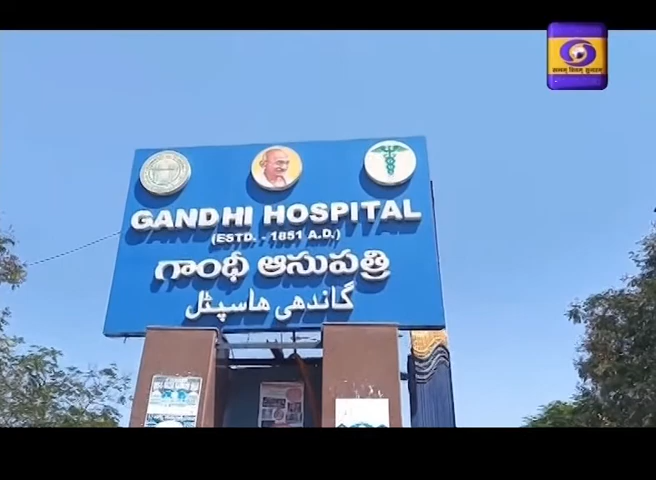 GANDHI HOSPITAL
(ESTD. - 1851 A.D.)
గాంధీ ఆసుపత్రి
گاندھی ہاسپٹل